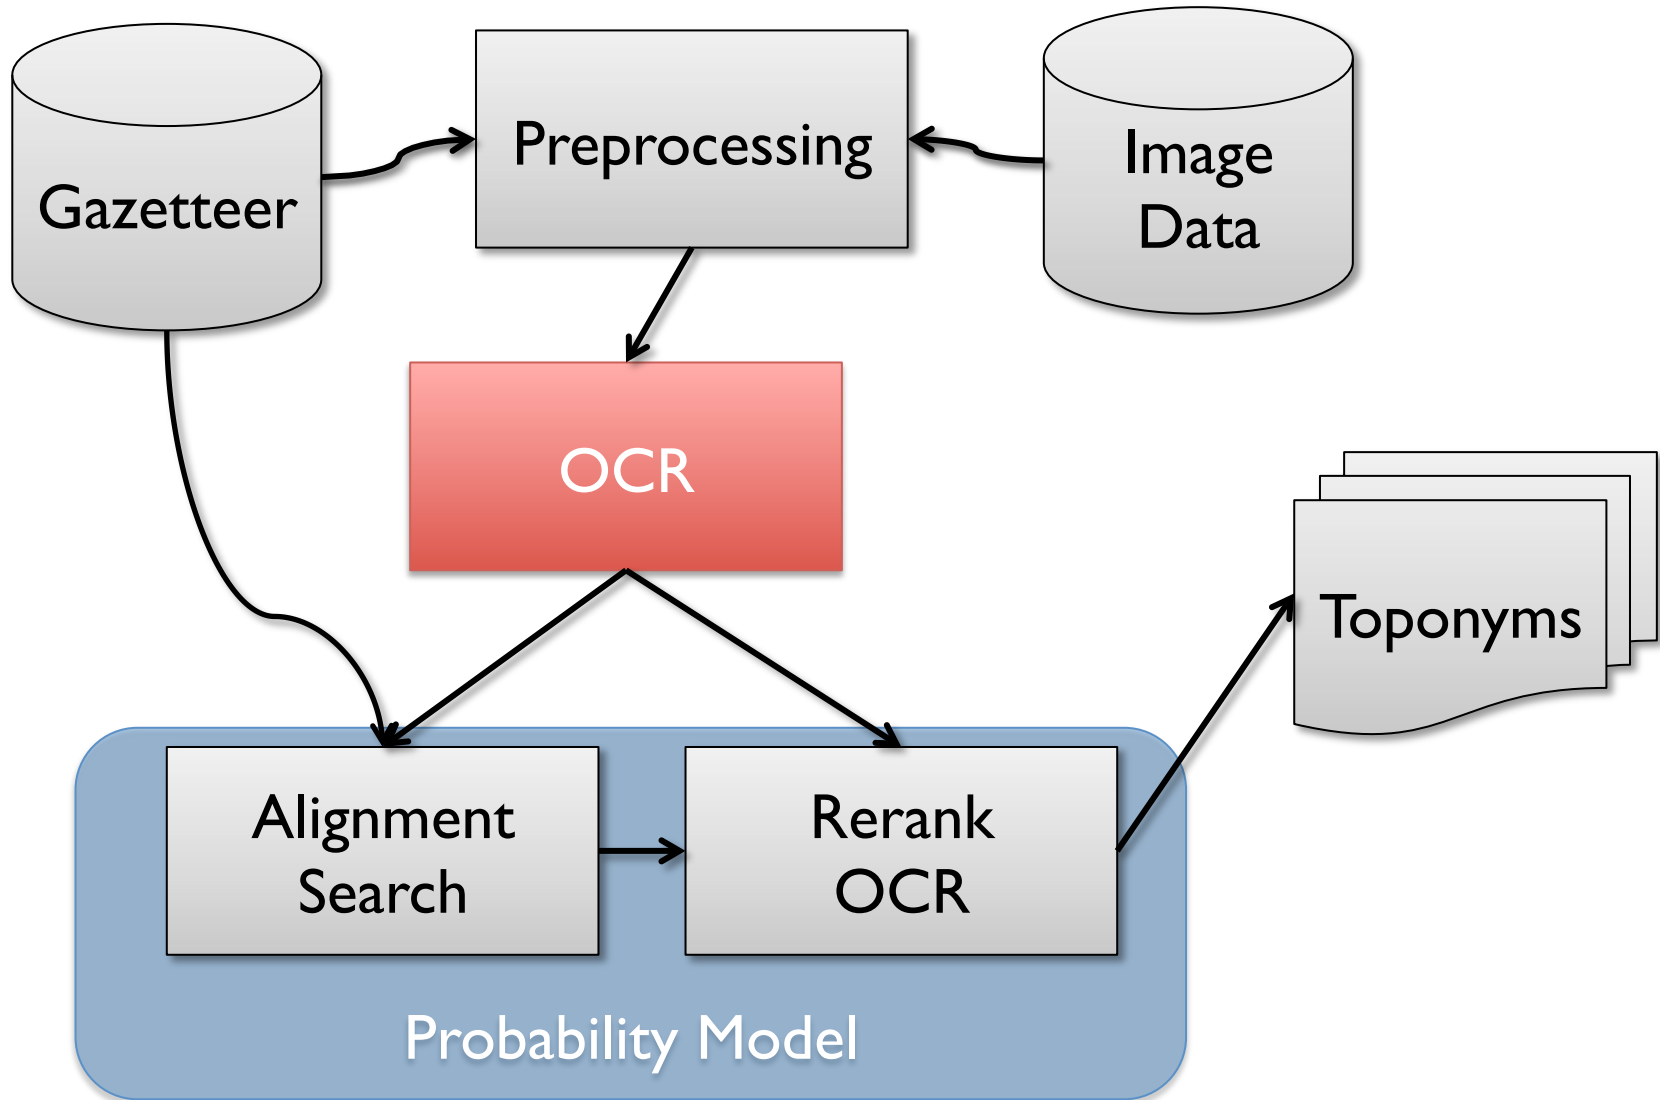 Gazetteer
Preprocessing
Image
Data
OCR
Toponyms
Alignment
Search
Rerank
OCR
Probability Model